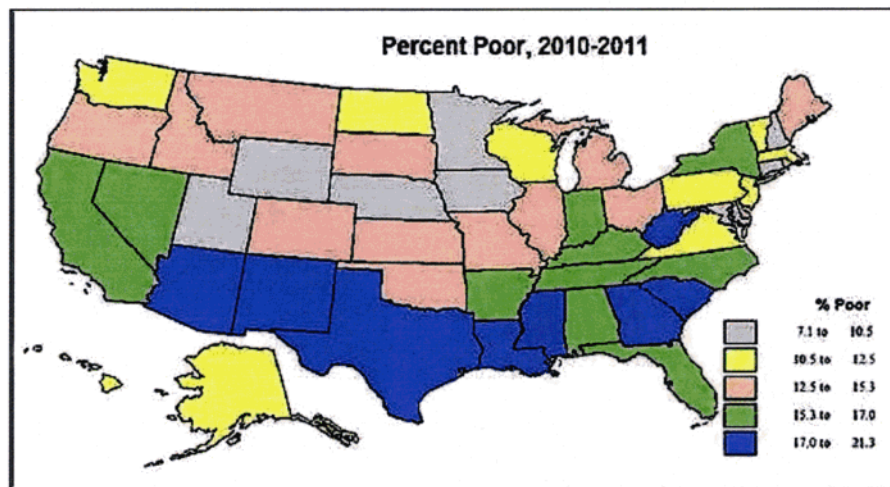 Percent Poor, 2010-2011
% Poor
7.1 to 10.5
10.5 to 12.5
12.5 to 15.3
15.3 to 17.0
17.0 to 21.3